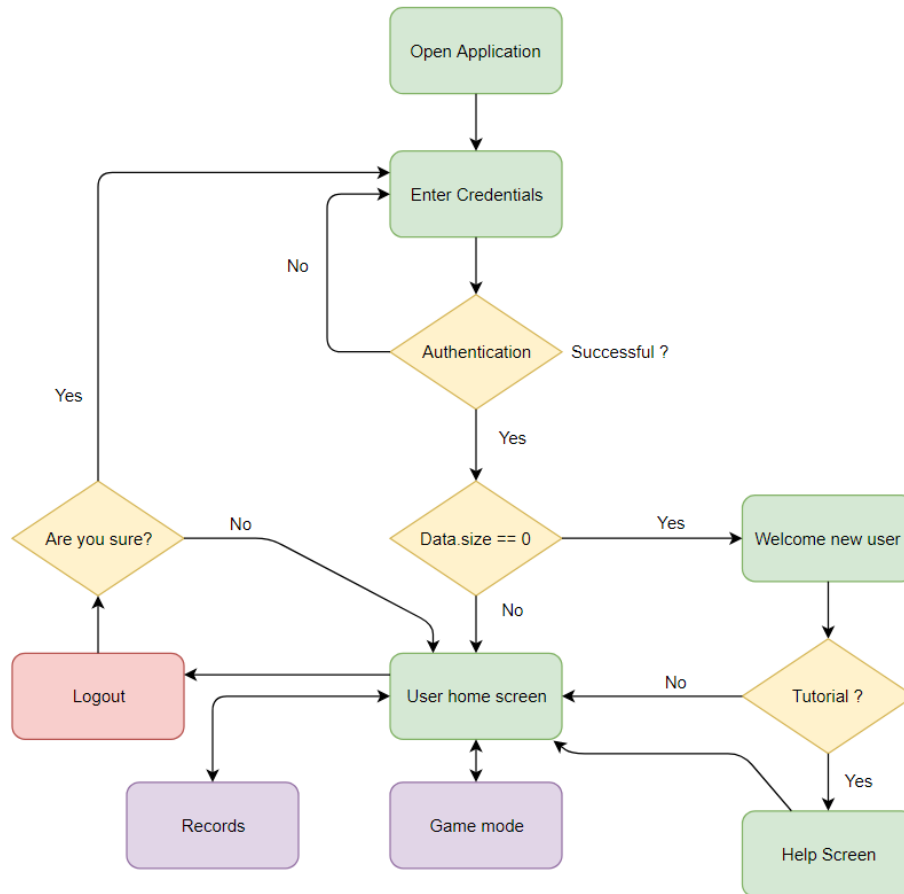 Open Application
Enter Credentials
No
Authentication
Successful ?
Yes
Yes
Are you sure?
No
Data.size == 0
Yes
Welcome new user
No
Logout
User home screen
No
Tutorial ?
Yes
Records
Game mode
Help Screen